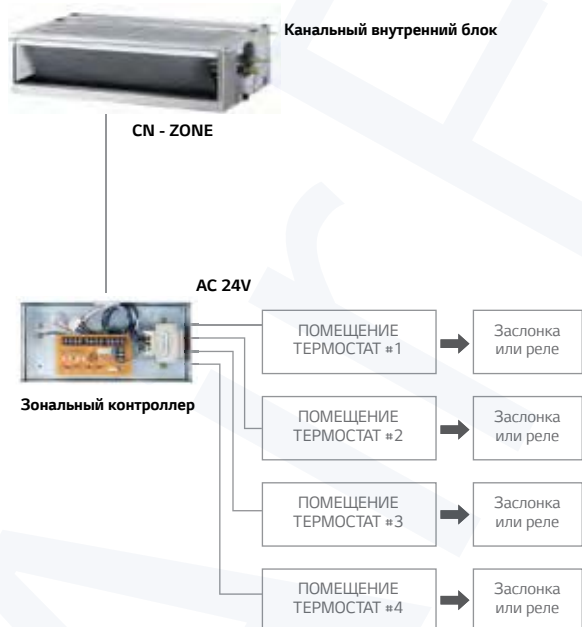 Канальный внутренний блок
CN - ZONE
AC 24V
Зональный контроллер
ПОМЕЩЕНИЕ
ТЕРМОСТАТ #1
Заслонка
или реле
ПОМЕЩЕНИЕ
ТЕРМОСТАТ #2
Заслонка
или реле
ПОМЕЩЕНИЕ
ТЕРМОСТАТ #3
Заслонка
или реле
ПОМЕЩЕНИЕ
ТЕРМОСТАТ #4
Заслонка
или реле